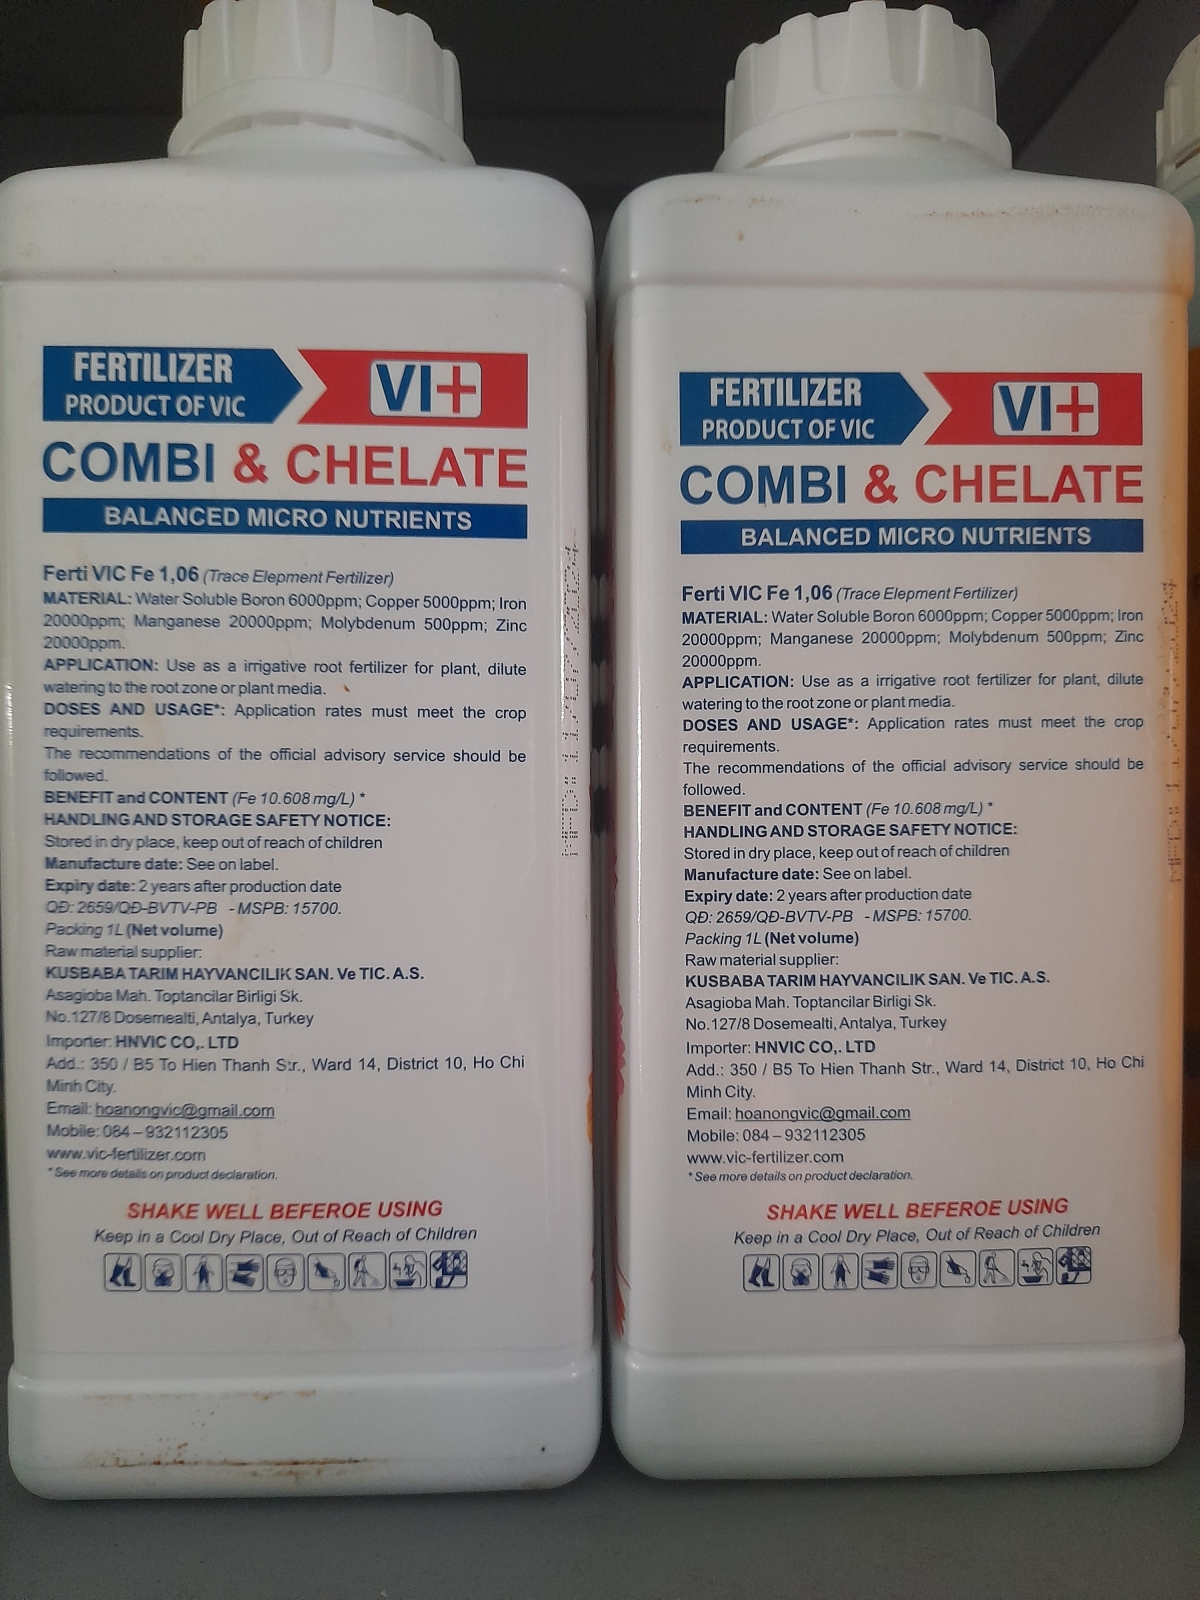 FERTILIZER
PRODUCT OF VIC
VI+
COMBI & CHELATE
BALANCED MICRO NUTRIENTS
Ferti VIC Fe 1,06 (Trace Elepment Fertilizer)
MATERIAL: Water Soluble Boron 6000ppm; Copper 5000ppm; Iron
20000ppm; Manganese 20000ppm; Molybdenum 500ppm; Zinc
20000ppm.
APPLICATION: Use as a irrigative root fertilizer for plant, dilute
watering to the root zone or plant media.
DOSES AND USAGE*: Application rates must meet the crop
requirements.
The recommendations of the official advisory service should be
followed.
BENEFIT and CONTENT (Fe 10.608 mg/L) *
HANDLING AND STORAGE SAFETY NOTICE:
Stored in dry place, keep out of reach of children
Manufacture date: See on label.
Expiry date: 2 years after production date
QĐ: 2659/QĐ-BVTV-PB - MSPB: 15700.
Packing 1L (Net volume)
Raw material supplier:
KUSBABA TARIM HAYVANCILIK SAN. Ve TIC. A.S.
Asagioba Mah. Toptancilar Birligi Sk.
No.127/8 Dosemealti, Antalya, Turkey
Importer: HNVIC CO,. LTD
Add.: 350 / B5 To Hien Thanh Str., Ward 14, District 10, Ho Chi
Minh City.
Email: hoanongvic@gmail.com
Mobile: 084 – 932112305
www.vic-fertilizer.com
* See more details on product declaration.
SHAKE WELL BEFEROE USING
Keep in a Cool Dry Place, Out of Reach of Children
FERTILIZER
PRODUCT OF VIC
VI+
COMBI & CHELATE
BALANCED MICRO NUTRIENTS
Ferti VIC Fe 1,06 (Trace Elepment Fertilizer)
MATERIAL: Water Soluble Boron 6000ppm; Copper 5000ppm; Iron
20000ppm; Manganese 20000ppm; Molybdenum 500ppm; Zinc
20000ppm.
APPLICATION: Use as a irrigative root fertilizer for plant, dilute
watering to the root zone or plant media.
DOSES AND USAGE*: Application rates must meet the crop
requirements.
The recommendations of the official advisory service should be
followed.
BENEFIT and CONTENT (Fe 10.608 mg/L) *
HANDLING AND STORAGE SAFETY NOTICE:
Stored in dry place, keep out of reach of children
Manufacture date: See on label.
Expiry date: 2 years after production date
QĐ: 2659/QĐ-BVTV-PB - MSPB: 15700.
Packing 1L (Net volume)
Raw material supplier:
KUSBABA TARIM HAYVANCILIK SAN. Ve TIC. A.S.
Asagioba Mah. Toptancilar Birligi Sk.
No.127/8 Dosemealti, Antalya, Turkey
Importer: HNVIC CO,. LTD
Add.: 350 / B5 To Hien Thanh Str., Ward 14, District 10, Ho Chi
Minh City.
Email: hoanongvic@gmail.com
Mobile: 084 – 932112305
www.vic-fertilizer.com
* See more details on product declaration.
SHAKE WELL BEFEROE USING
Keep in a Cool Dry Place, Out of Reach of Children